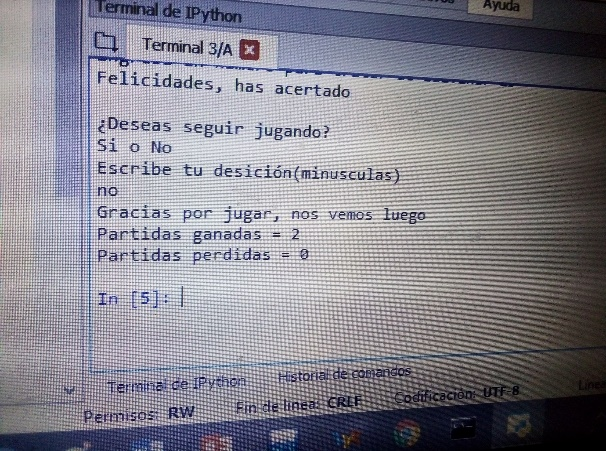 Ayuda
Terminal de IPython
Terminal 3/A
Felicidades, has acertado
¿Deseas seguir jugando?
Si o No
Escribe tu desición(minusculas)
no
Gracias por jugar, nos vemos luego
Partidas ganadas = 2
Partidas perdidas = 0
In [5]:
Terminal de IPython Historial de comandos
Permisos: RW Fin de linea: CRLF Codificación: UTF-8